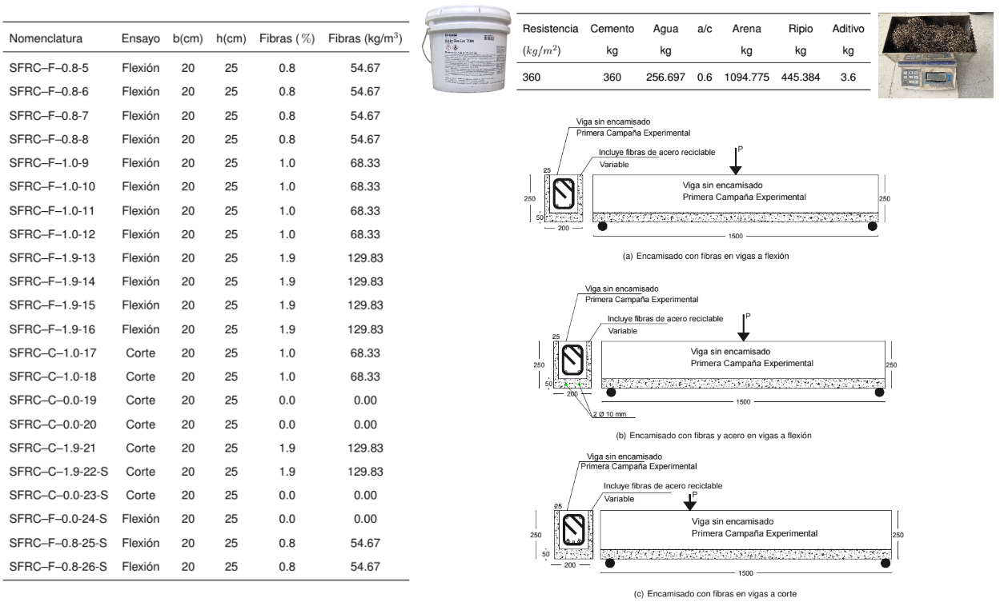 Nomenclatura Ensayo b(cm) h(cm) Fibras (%) Fibras (kg/m³)
SFRC–F–0.8-5 Flexión 20 25 0.8 54.67
SFRC–F–0.8-6 Flexión 20 25 0.8 54.67
SFRC–F–0.8-7 Flexión 20 25 0.8 54.67
SFRC–F–0.8-8 Flexión 20 25 0.8 54.67
SFRC–F–1.0-9 Flexión 20 25 1.0 68.33
SFRC–F–1.0-10 Flexión 20 25 1.0 68.33
SFRC–F–1.0-11 Flexión 20 25 1.0 68.33
SFRC–F–1.0-12 Flexión 20 25 1.0 68.33
SFRC–F–1.9-13 Flexión 20 25 1.9 129.83
SFRC–F–1.9-14 Flexión 20 25 1.9 129.83
SFRC–F–1.9-15 Flexión 20 25 1.9 129.83
SFRC–F–1.9-16 Flexión 20 25 1.9 129.83
SFRC–C–1.0-17 Corte 20 25 1.0 68.33
SFRC–C–1.0-18 Corte 20 25 1.0 68.33
SFRC–C–0.0-19 Corte 20 25 0.0 0.00
SFRC–C–0.0-20 Corte 20 25 0.0 0.00
SFRC–C–1.9-21 Corte 20 25 1.9 129.83
SFRC–C–1.9-22-S Corte 20 25 1.9 129.83
SFRC–C–0.0-23-S Corte 20 25 0.0 0.00
SFRC–F–0.0-24-S Flexión 20 25 0.0 0.00
SFRC–F–0.8-25-S Flexión 20 25 0.8 54.67
SFRC–F–0.8-26-S Flexión 20 25 0.8 54.67
Resistencia Cemento Agua a/c Arena Ripio Aditivo
(kg/m²) kg kg kg kg kg
360 360 256.697 0.6 1094.775 445.384 3.6
Viga sin encamisado
Primera Campaña Experimental
Incluye fibras de acero reciclable
Variable
P
25
Viga sin encamisado
Primera Campaña Experimental
250
250
50
200
1500
(a) Encamisado con fibras en vigas a flexión
Viga sin encamisado
Primera Campaña Experimental
Incluye fibras de acero reciclable
Variable
P
25
Viga sin encamisado
Primera Campaña Experimental
250
250
50
200
1500
2 Ø 10 mm
(b) Encamisado con fibras y acero en vigas a flexión
Viga sin encamisado
Primera Campaña Experimental
Incluye fibras de acero reciclable
Variable
P
25
Viga sin encamisado
Primera Campaña Experimental
250
250
50
200
1500
(c) Encamisado con fibras en vigas a corte